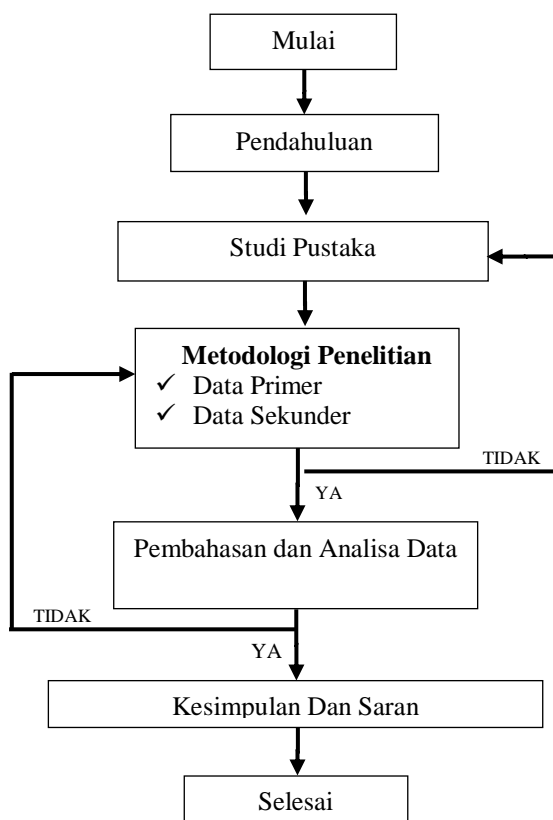 Mulai
Pendahuluan
Studi Pustaka
Metodologi Penelitian
✓ Data Primer
✓ Data Sekunder
TIDAK
YA
Pembahasan dan Analisa Data
TIDAK
YA
Kesimpulan Dan Saran
Selesai